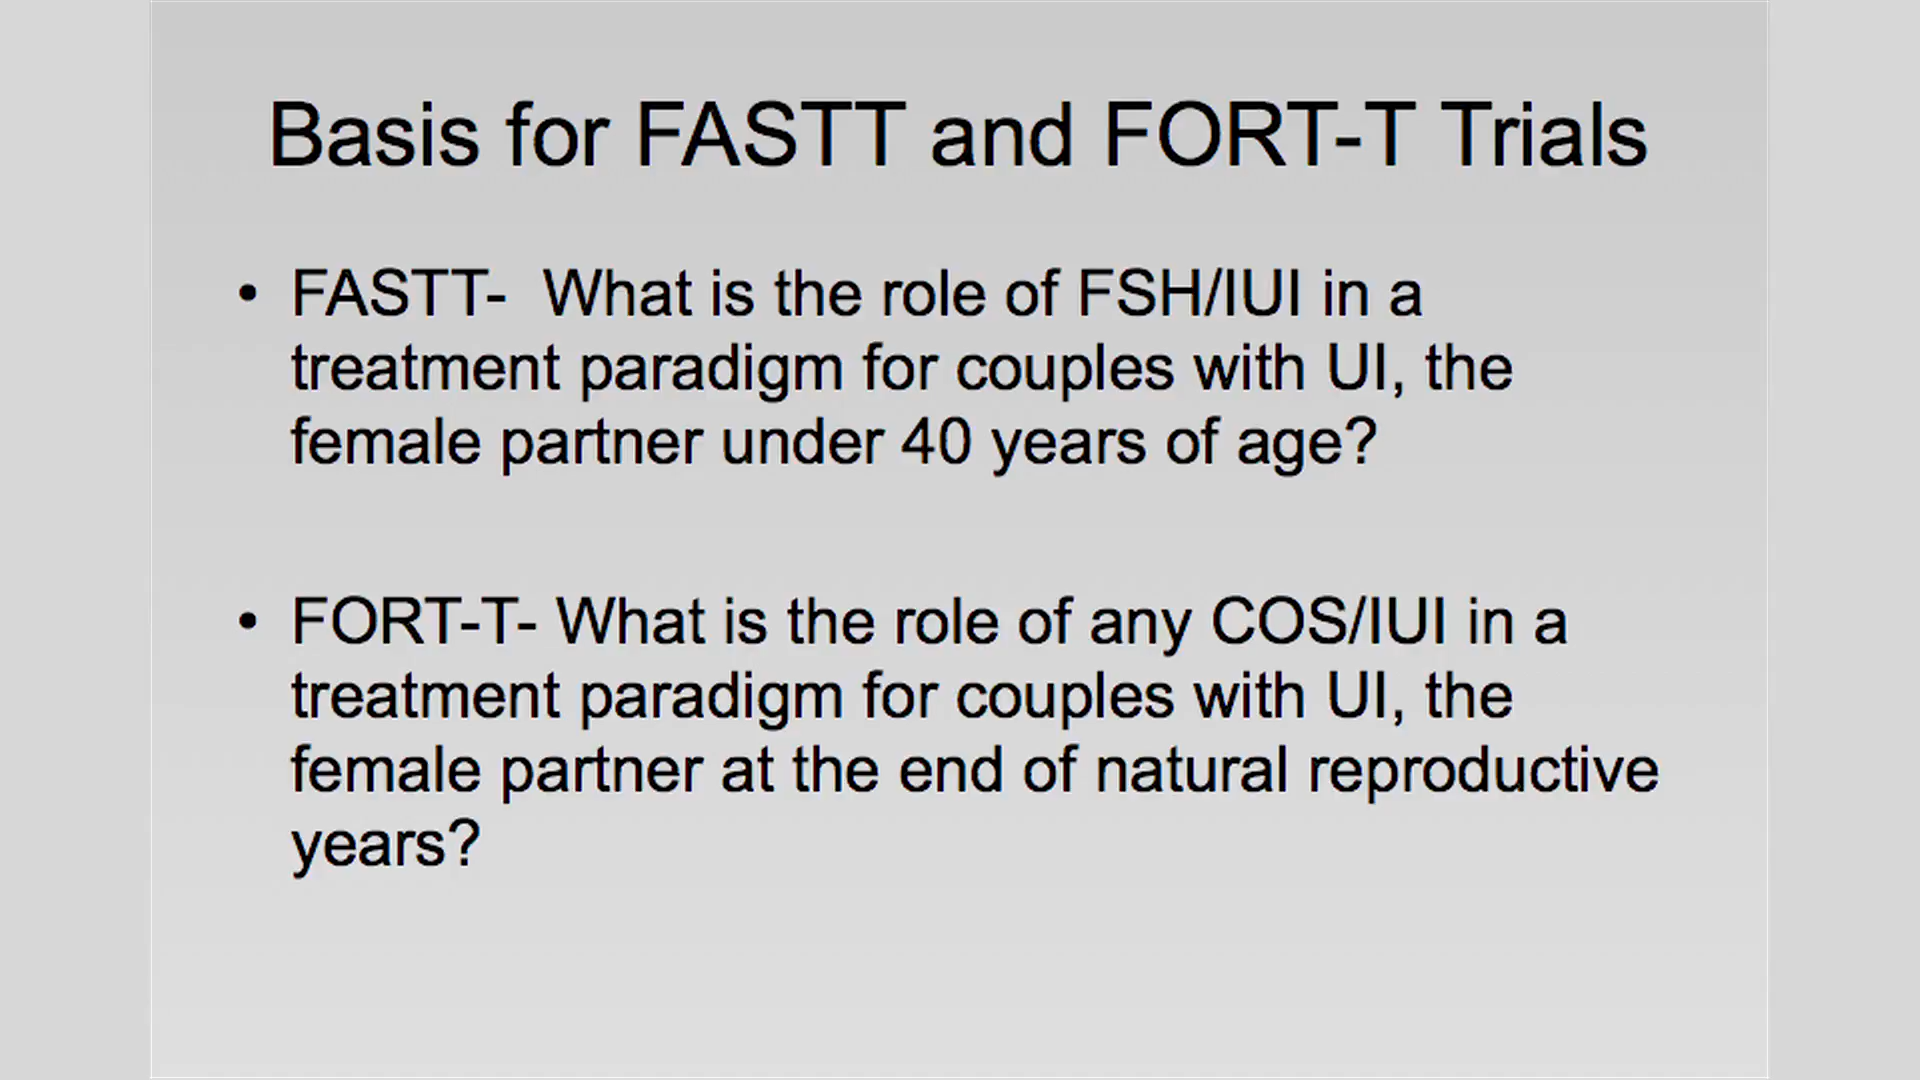 Basis for FASTT and FORT-T Trials
• FASTT- What is the role of FSH/IUI in a
treatment paradigm for couples with UI, the
female partner under 40 years of age?
• FORT-T- What is the role of any COS/IUI in a
treatment paradigm for couples with UI, the
female partner at the end of natural reproductive
years?